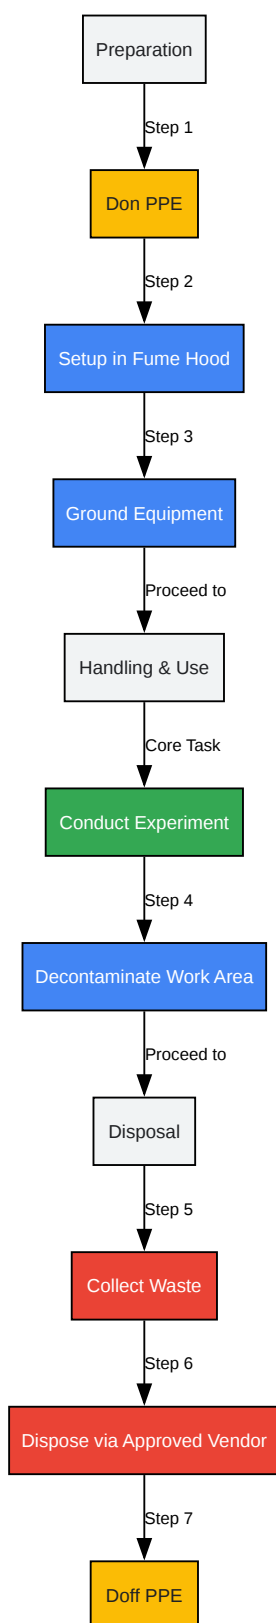 Preparation
Step 1
Don PPE
Step 2
Setup in Fume Hood
Step 3
Ground Equipment
Proceed to
Handling & Use
Core Task
Conduct Experiment
Step 4
Decontaminate Work Area
Proceed to
Disposal
Step 5
Collect Waste
Step 6
Dispose via Approved Vendor
Step 7
Doff PPE